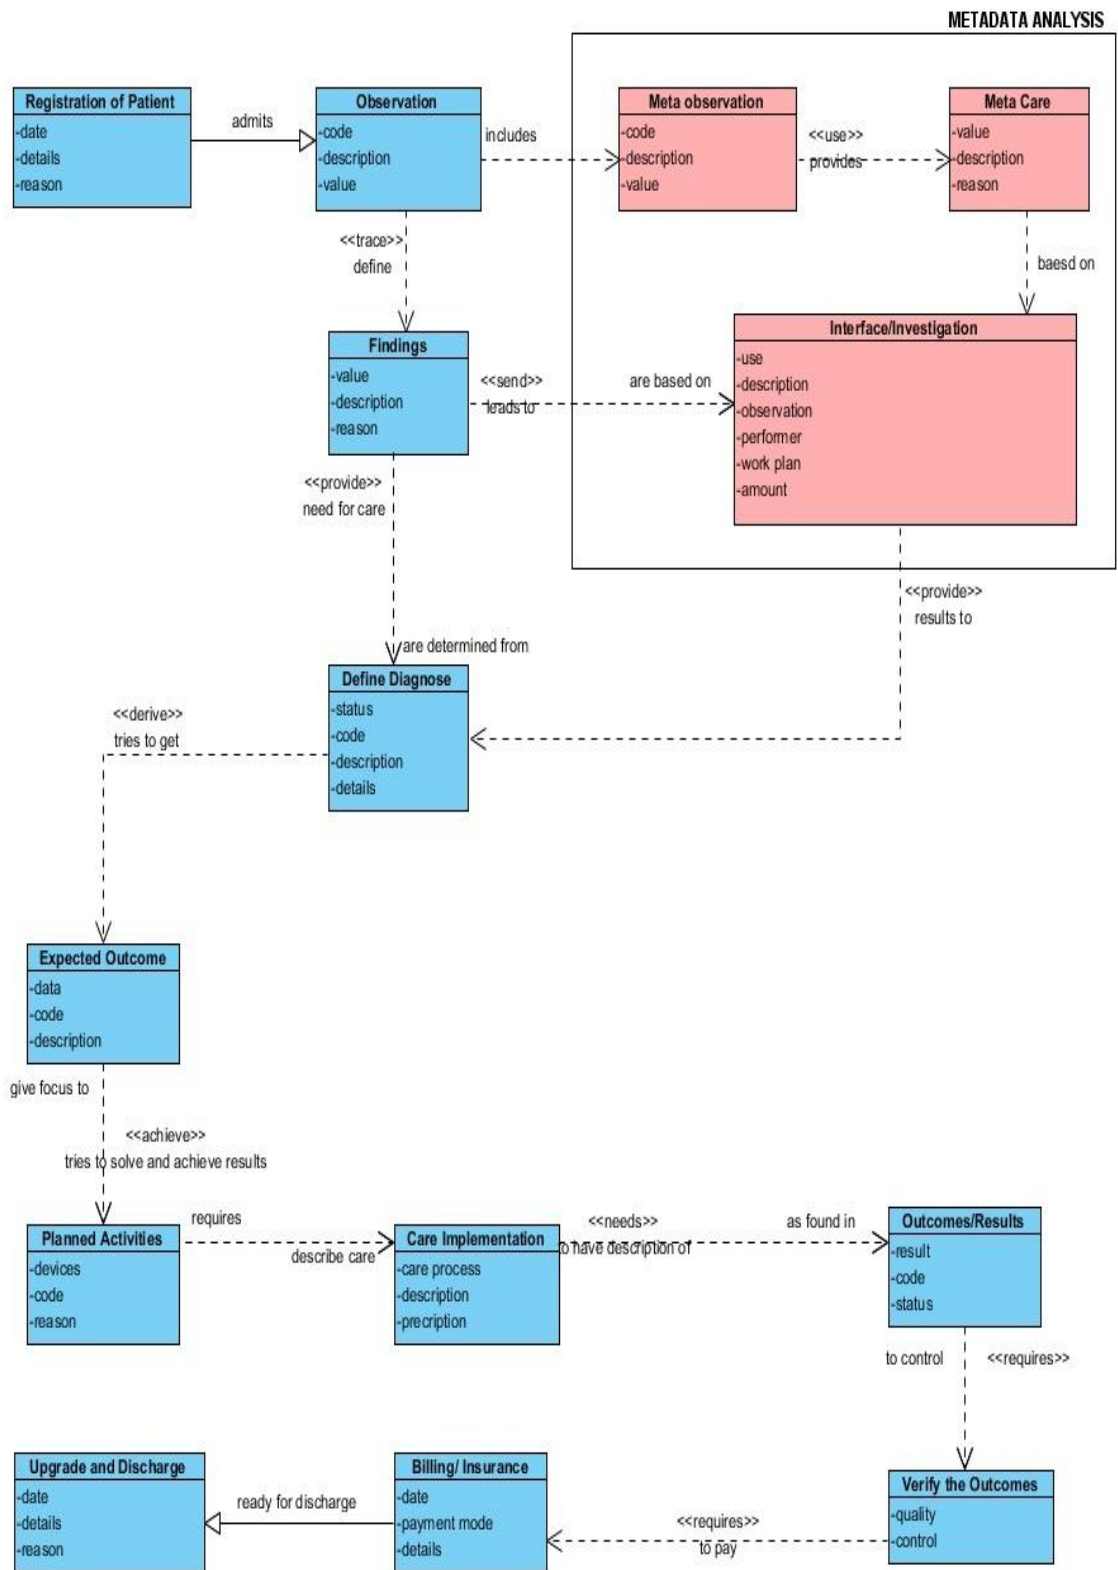 METADATA ANALYSIS
Registration of Patient
-date
-details
-reason
admits
Observation
-code
-description
-value
includes
Meta observation
-code
-description
-value
<<use>>
provides
Meta Care
-value
-description
-reason
<<trace>>
define
baesd on
Findings
-value
-description
-reason
<<send>>
leads to
are based on
Interface/Investigation
-use
-description
-observation
-performer
-work plan
-amount
<<provide>>
need for care
<<provide>>
results to
are determined from
Define Diagnose
-status
-code
-description
-details
<<derive>>
tries to get
Expected Outcome
-data
-code
-description
give focus to
<<achieve>>
tries to solve and achieve results
Planned Activities
-devices
-code
-reason
requires
describe care
Care Implementation
-care process
-description
-precription
<<needs>>
to have description of
as found in
Outcomes/Results
-result
-code
-status
to control
<<requires>>
Upgrade and Discharge
-date
-details
-reason
ready for discharge
Billing/ Insurance
-date
-payment mode
-details
<<requires>>
to pay
Verify the Outcomes
-quality
-control